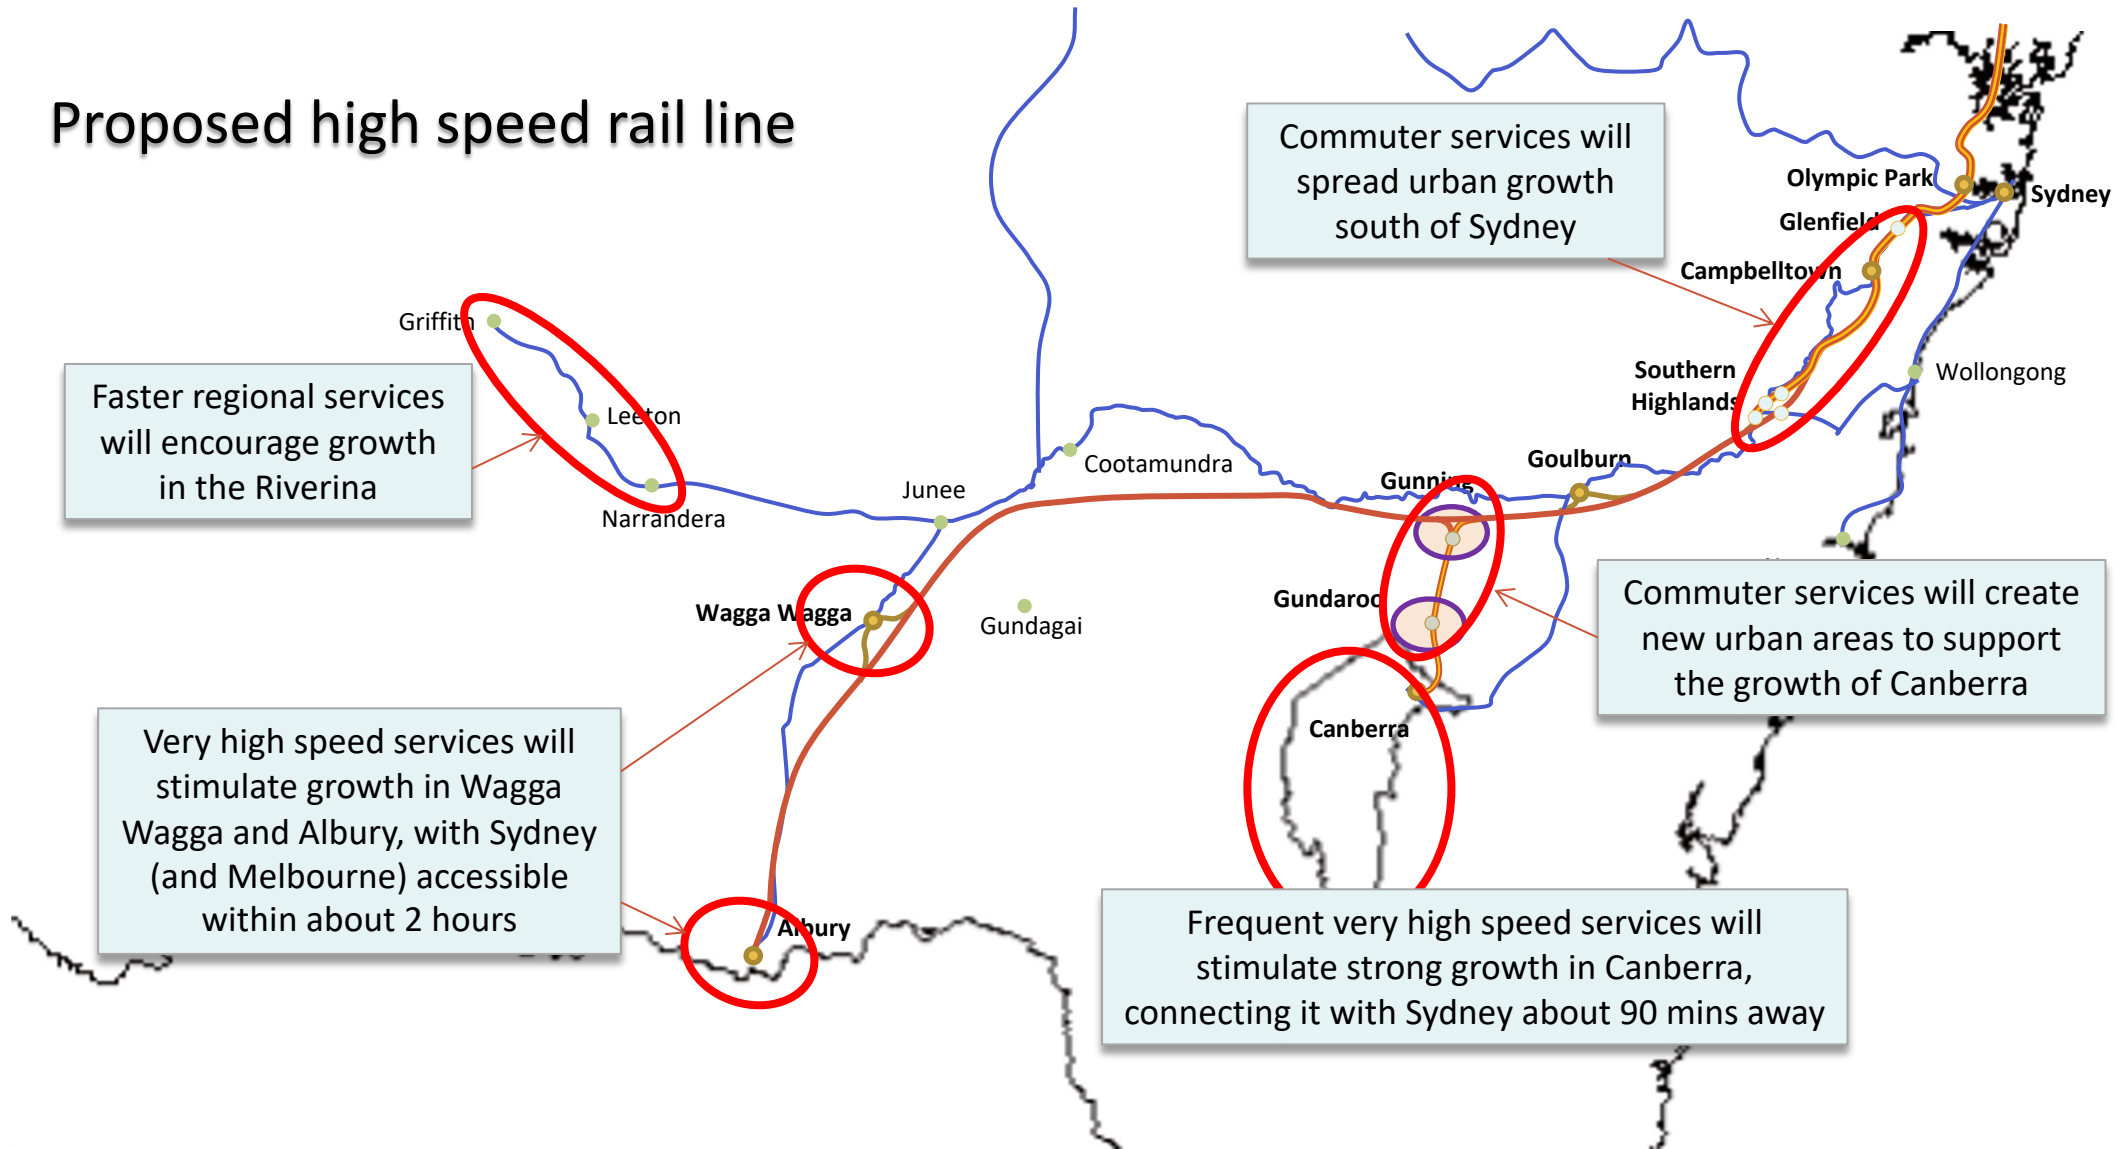 Proposed high speed rail line
Commuter services will
spread urban growth
south of Sydney
Olympic Park
Sydney
Glenfield
Campbelltown
Southern
Highlands
Wollongong
Griffith
Leeton
Narrandera
Faster regional services
will encourage growth
in the Riverina
Junee
Cootamundra
Gunning
Goulburn
Wagga Wagga
Gundagai
Gundaroo
Commuter services will create
new urban areas to support
the growth of Canberra
Canberra
Very high speed services will
stimulate growth in Wagga
Wagga and Albury, with Sydney
(and Melbourne) accessible
within about 2 hours
Albury
Frequent very high speed services will
stimulate strong growth in Canberra,
connecting it with Sydney about 90 mins away